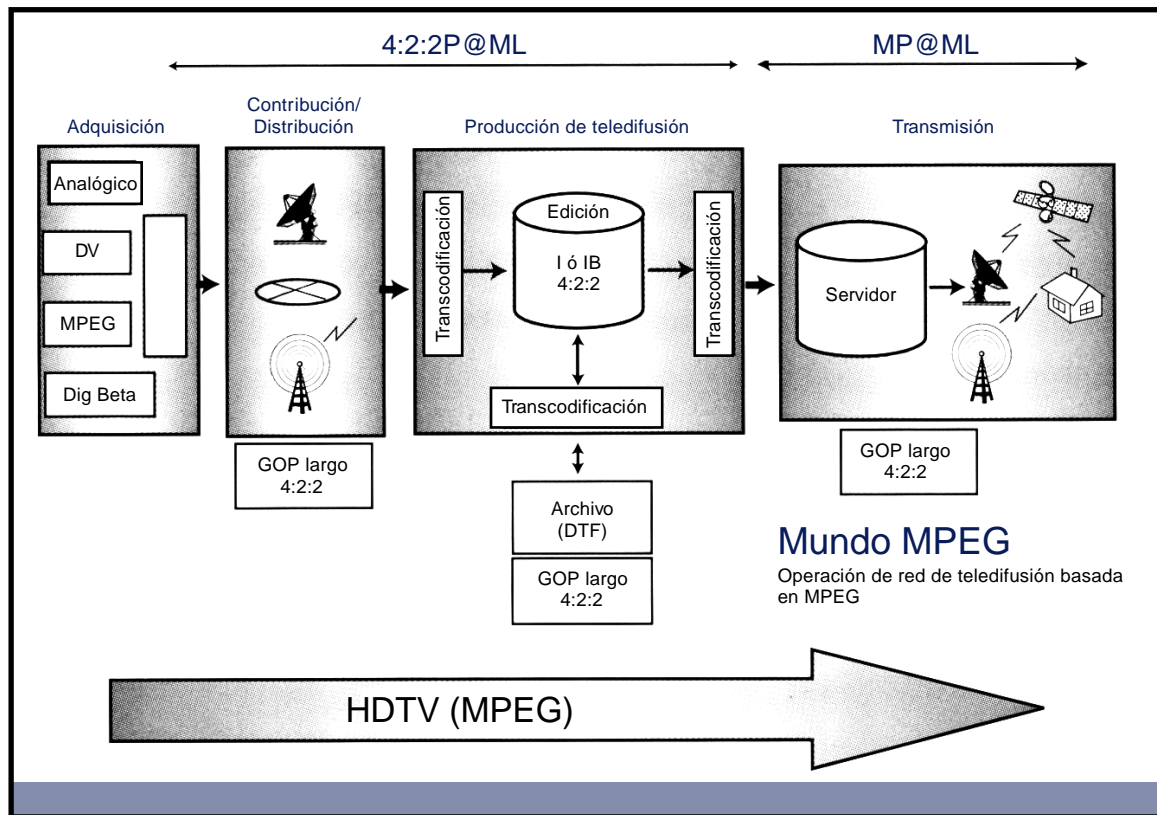 4:2:2P@ML
MP@ML
Adquisición
Contribución/
Distribución
Producción de teledifusión
Transmisión
Analógico
DV
MPEG
Dig Beta
GOP largo
4:2:2
Transcodificación
Edición
I ó IB
4:2:2
Transcodificación
Transcodificación
Archivo
(DTF)
GOP largo
4:2:2
Servidor
GOP largo
4:2:2
Mundo MPEG
Operación de red de teledifusión basada
en MPEG
HDTV (MPEG)